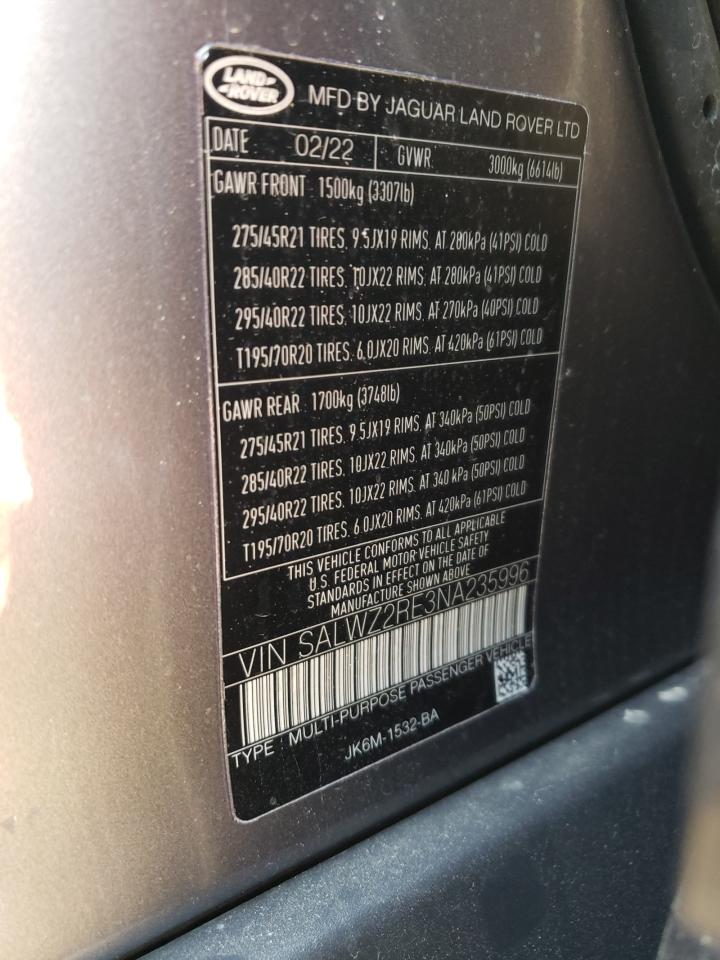 LAND ROVER
MFD BY JAGUAR LAND ROVER LTD
DATE 02/22 GVWR 3000kg (6614lb)
GAWR FRONT 1500kg (3307lb)
275/45R21 TIRES, 9.5JX19 RIMS, AT 280kPa (41PSI) COLD
285/40R22 TIRES, 10JX22 RIMS, AT 280kPa (41PSI) COLD
295/40R22 TIRES, 10JX22 RIMS, AT 270kPa (40PSI) COLD
T195/70R20 TIRES, 6.0JX20 RIMS, AT 420kPa (61PSI) COLD
GAWR REAR 1700kg (3748lb)
275/45R21 TIRES, 9.5JX19 RIMS, AT 340kPa (50PSI) COLD
285/40R22 TIRES, 10JX22 RIMS, AT 340kPa (50PSI) COLD
295/40R22 TIRES, 10JX22 RIMS, AT 340 kPa (50PSI) COLD
T195/70R20 TIRES, 6.0JX20 RIMS, AT 420kPa (61PSI) COLD
THIS VEHICLE CONFORMS TO ALL APPLICABLE
U.S. FEDERAL MOTOR VEHICLE SAFETY
STANDARDS IN EFFECT ON THE DATE OF
MANUFACTURE SHOWN ABOVE
VIN SALWZ2RE3NA235996
TYPE : MULTI-PURPOSE PASSENGER VEHICLE
JK6M-1532-BA